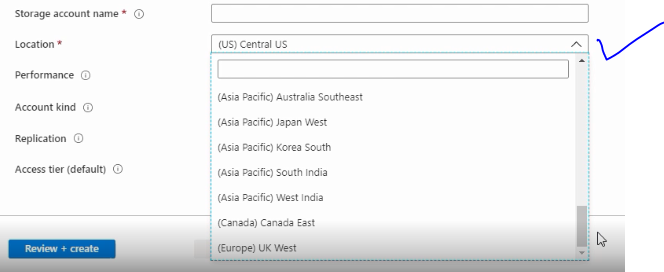 Storage account name *
Location *
(US) Central US
Performance
(Asia Pacific) Australia Southeast
Account kind
(Asia Pacific) Japan West
Replication
(Asia Pacific) Korea South
Access tier (default)
(Asia Pacific) South India
(Asia Pacific) West India
(Canada) Canada East
(Europe) UK West
Review + create